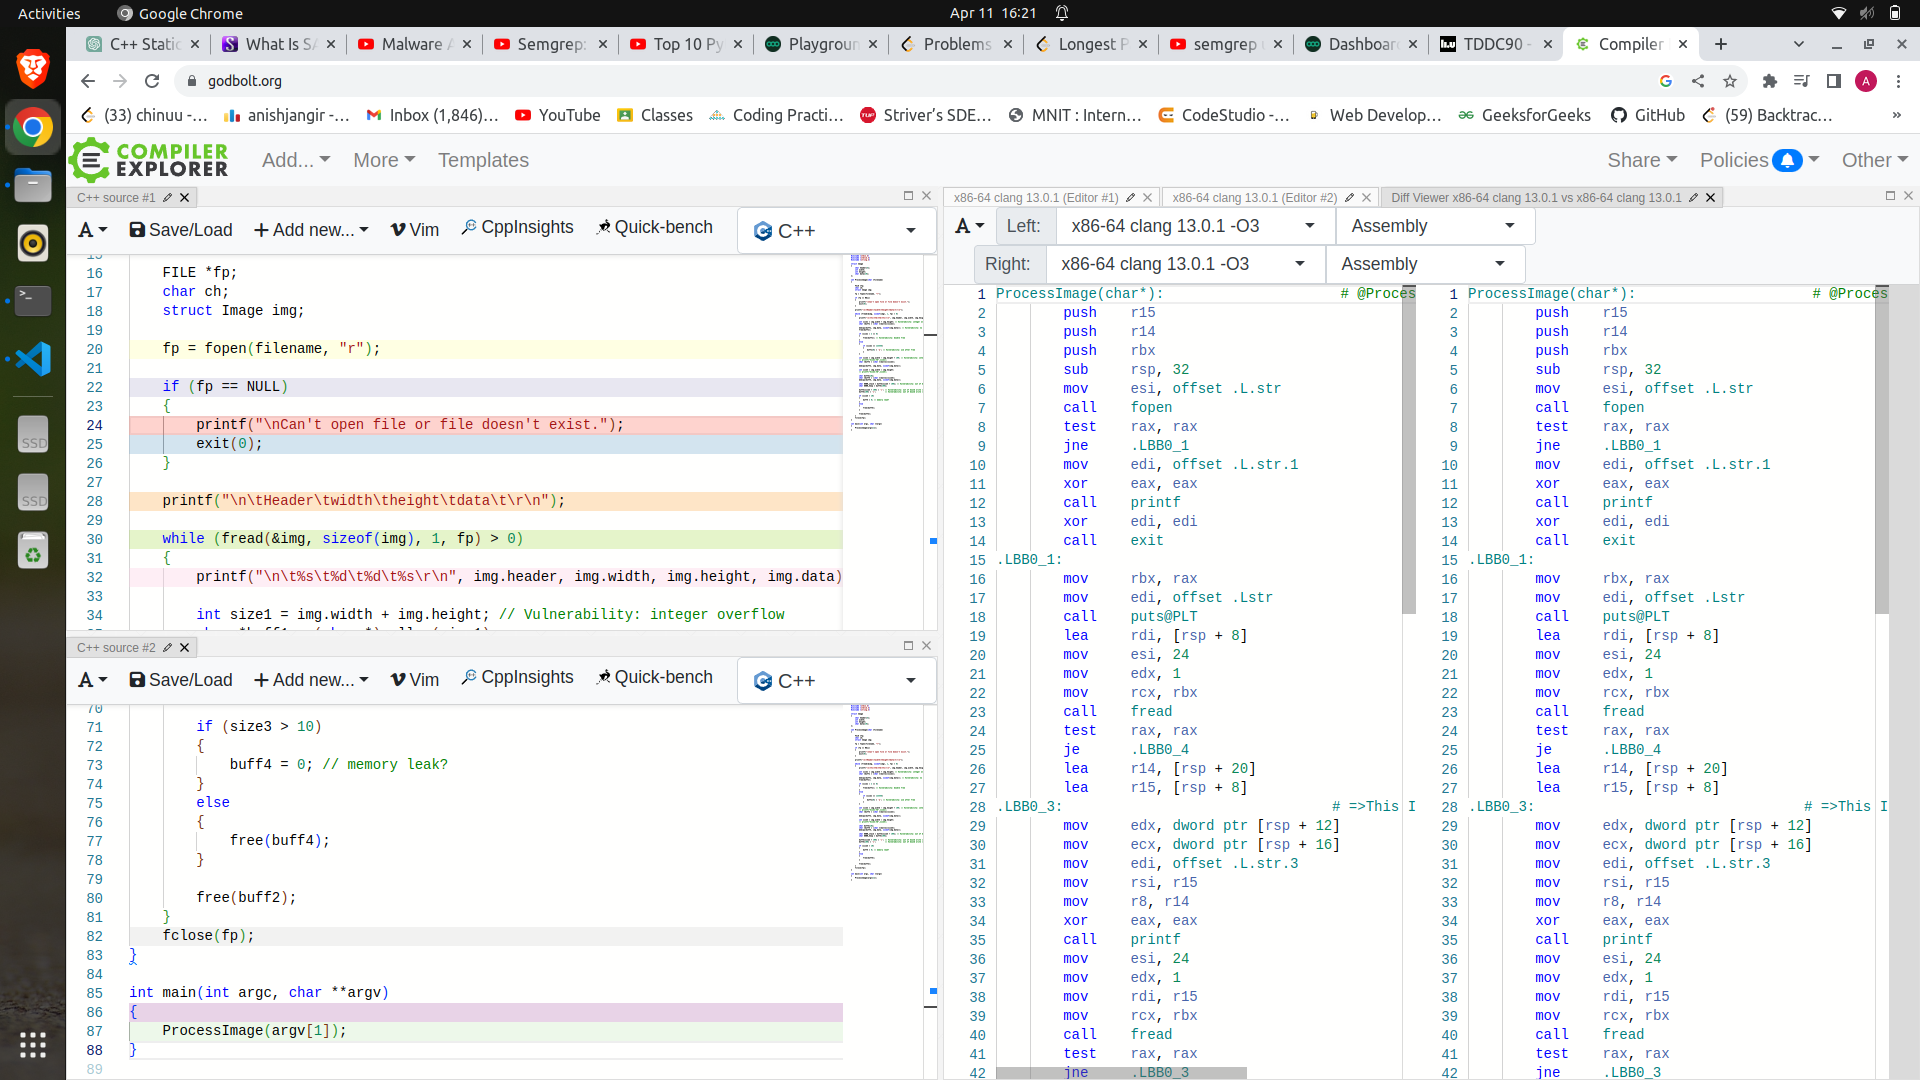 Activities
Google Chrome
Apr 11 16:21
C++ Static
What Is SA
Malware A
Semgrep:
Top 10 Py
Playgroun
Problems
Longest P
semgrep
Dashboar
TDDC90 -
Compiler
godbolt.org
A
(33) chinuu -...
anishjangir -...
Inbox (1,846)...
YouTube
Classes
Coding Practi...
Striver's SDE...
MNIT : Intern...
CodeStudio -...
Web Develop...
GeeksforGeeks
GitHub
(59) Backtrac...
»
COMPILER
EXPLORER
Add...
More
Templates
Share
Policies
Other
C++ source #1
A
Save/Load
Add new...
Vim
CppInsights
Quick-bench
C++
15
16 FILE *fp;
17 char ch;
18 struct Image img;
19
20 fp = fopen(filename, "r");
21
22 if (fp == NULL)
23 {
24 printf("\nCan't open file or file doesn't exist.");
25 exit(0);
26 }
27
28 printf("\n\tHeader\twidth\theight\tdata\t\r\n");
29
30 while (fread(&img, sizeof(img), 1, fp) > 0)
31 {
32 printf("\n\t%s\t%d\t%d\t%s\r\n", img.header, img.width, img.height, img.data)
33
34 int size1 = img.width + img.height; // Vulnerability: integer overflow
C++ source #2
A
Save/Load
Add new...
Vim
CppInsights
Quick-bench
C++
70
71 if (size3 > 10)
72 {
73 buff4 = 0; // memory leak?
74 }
75 else
76 {
77 free(buff4);
78 }
79
80 free(buff2);
81 }
82 fclose(fp);
83 }
84
85 int main(int argc, char **argv)
86 {
87 ProcessImage(argv[1]);
88 }
89
x86-64 clang 13.0.1 (Editor #1)
x86-64 clang 13.0.1 (Editor #2)
Diff Viewer x86-64 clang 13.0.1 vs x86-64 clang 13.0.1
A
Left:
x86-64 clang 13.0.1 -O3
Assembly
Right:
x86-64 clang 13.0.1 -O3
Assembly
1 ProcessImage(char*): # @Proces
2 push r15
3 push r14
4 push rbx
5 sub rsp, 32
6 mov esi, offset .L.str
7 call fopen
8 test rax, rax
9 jne .LBB0_1
10 mov edi, offset .L.str.1
11 xor eax, eax
12 call printf
13 xor edi, edi
14 call exit
15 .LBB0_1:
16 mov rbx, rax
17 mov edi, offset .Lstr
18 call puts@PLT
19 lea rdi, [rsp + 8]
20 mov esi, 24
21 mov edx, 1
22 mov rcx, rbx
23 call fread
24 test rax, rax
25 je .LBB0_4
26 lea r14, [rsp + 20]
27 lea r15, [rsp + 8]
28 .LBB0_3: # =>This I
29 mov edx, dword ptr [rsp + 12]
30 mov ecx, dword ptr [rsp + 16]
31 mov edi, offset .L.str.3
32 mov rsi, r15
33 mov r8, r14
34 xor eax, eax
35 call printf
36 mov esi, 24
37 mov edx, 1
38 mov rdi, r15
39 mov rcx, rbx
40 call fread
41 test rax, rax
42 jne .LBB0_3
1 ProcessImage(char*): # @Proces
2 push r15
3 push r14
4 push rbx
5 sub rsp, 32
6 mov esi, offset .L.str
7 call fopen
8 test rax, rax
9 jne .LBB0_1
10 mov edi, offset .L.str.1
11 xor eax, eax
12 call printf
13 xor edi, edi
14 call exit
15 .LBB0_1:
16 mov rbx, rax
17 mov edi, offset .Lstr
18 call puts@PLT
19 lea rdi, [rsp + 8]
20 mov esi, 24
21 mov edx, 1
22 mov rcx, rbx
23 call fread
24 test rax, rax
25 je .LBB0_4
26 lea r14, [rsp + 20]
27 lea r15, [rsp + 8]
28 .LBB0_3: # =>This I
29 mov edx, dword ptr [rsp + 12]
30 mov ecx, dword ptr [rsp + 16]
31 mov edi, offset .L.str.3
32 mov rsi, r15
33 mov r8, r14
34 xor eax, eax
35 call printf
36 mov esi, 24
37 mov edx, 1
38 mov rdi, r15
39 mov rcx, rbx
40 call fread
41 test rax, rax
42 jne .LBB0_3
SSD
SSD